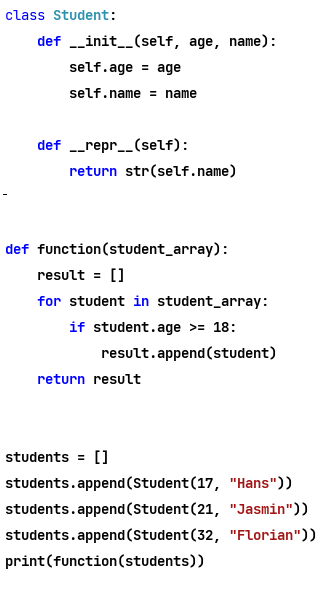 class Student:
    def __init__(self, age, name):
        self.age = age
        self.name = name
    def __repr__(self):
        return str(self.name)
def function(student_array):
    result = []
    for student in student_array:
        if student.age >= 18:
            result.append(student)
    return result
students = []
students.append(Student(17, "Hans"))
students.append(Student(21, "Jasmin"))
students.append(Student(32, "Florian"))
print(function(students))